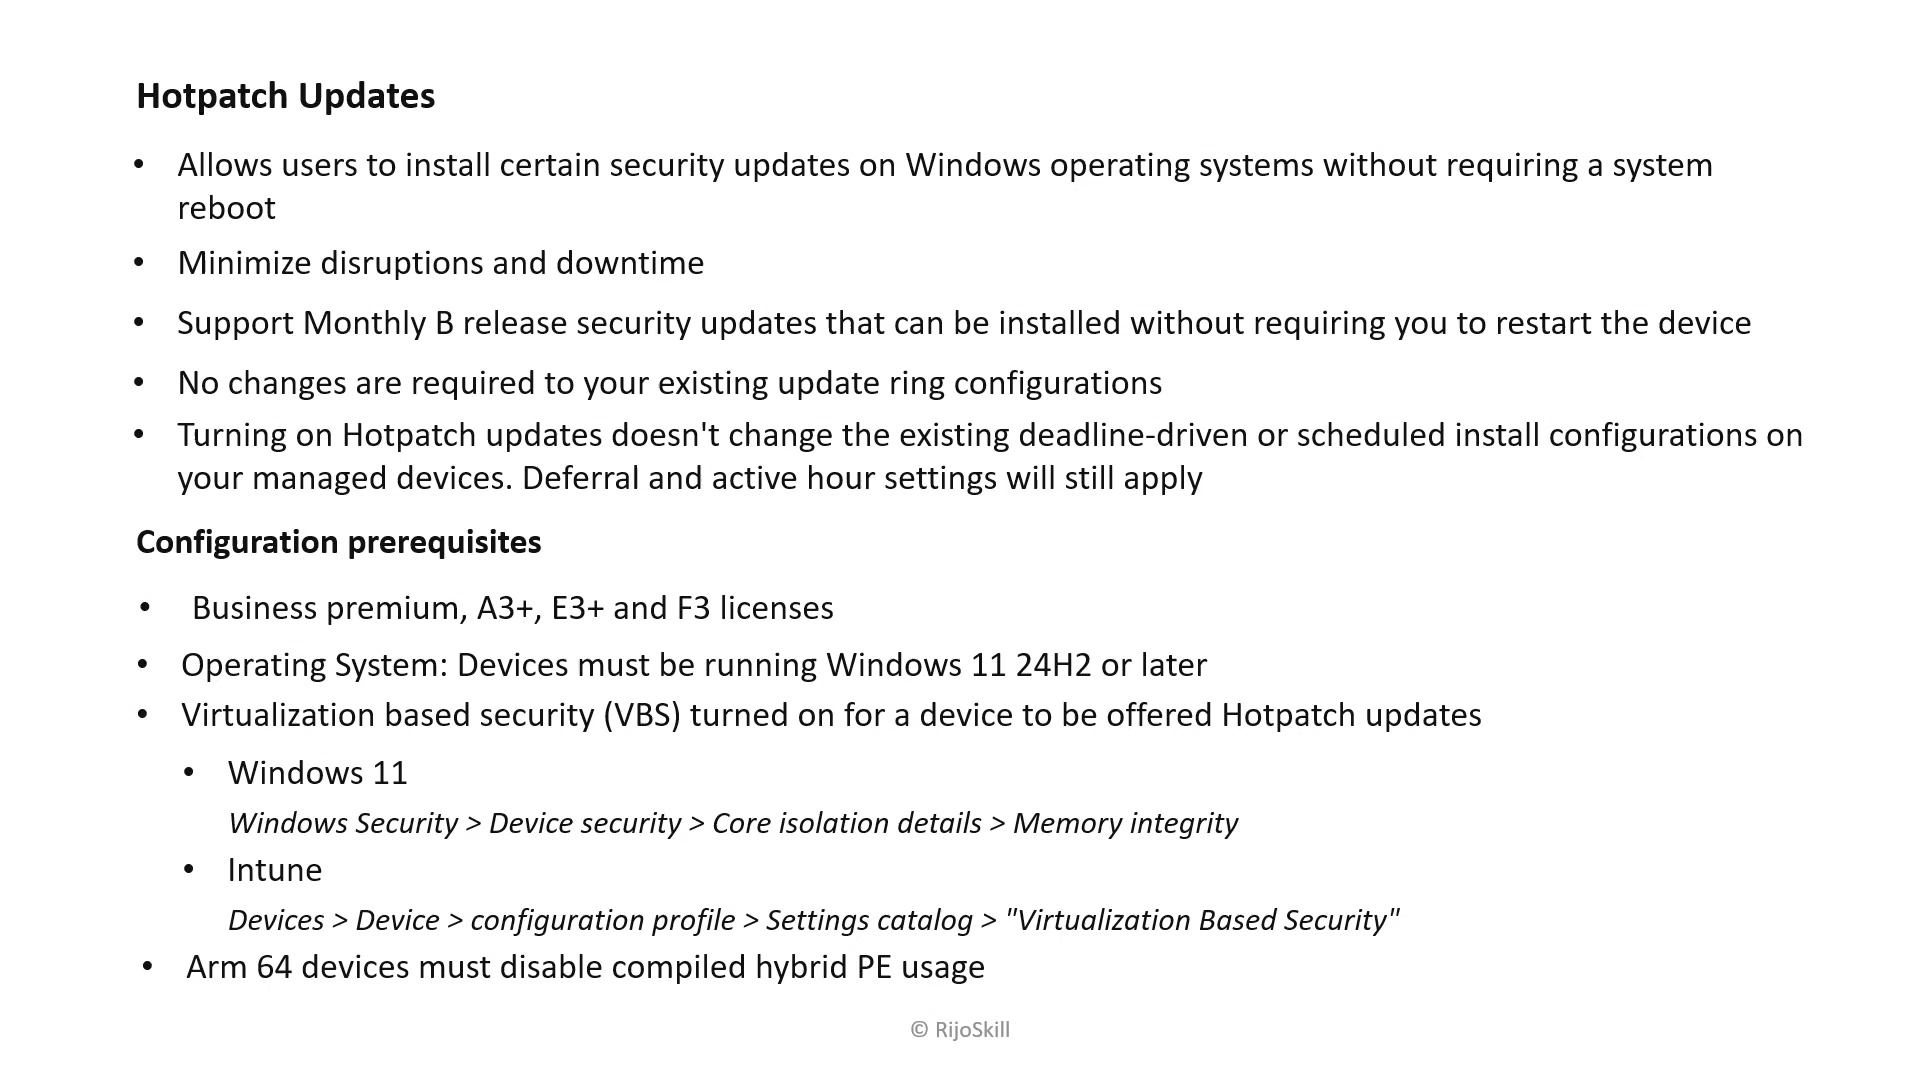 Hotpatch Updates
• Allows users to install certain security updates on Windows operating systems without requiring a system
reboot
• Minimize disruptions and downtime
• Support Monthly B release security updates that can be installed without requiring you to restart the device
• No changes are required to your existing update ring configurations
• Turning on Hotpatch updates doesn't change the existing deadline-driven or scheduled install configurations on
your managed devices. Deferral and active hour settings will still apply
Configuration prerequisites
• Business premium, A3+, E3+ and F3 licenses
• Operating System: Devices must be running Windows 11 24H2 or later
• Virtualization based security (VBS) turned on for a device to be offered Hotpatch updates
• Windows 11
Windows Security > Device security > Core isolation details > Memory integrity
• Intune
Devices > Device > configuration profile > Settings catalog > "Virtualization Based Security"
• Arm 64 devices must disable compiled hybrid PE usage
© RijoSkill